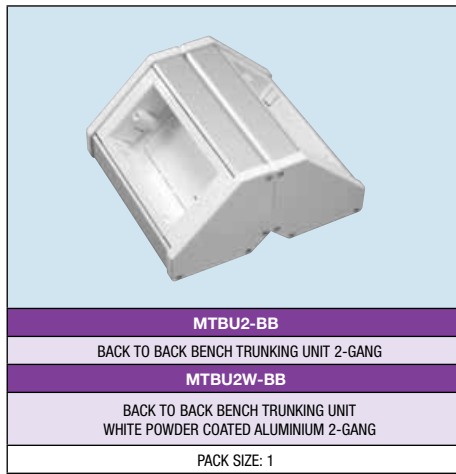 MTBU2-BB
BACK TO BACK BENCH TRUNKING UNIT 2-GANG
MTBU2W-BB
BACK TO BACK BENCH TRUNKING UNIT
WHITE POWDER COATED ALUMINIUM 2-GANG
PACK SIZE: 1